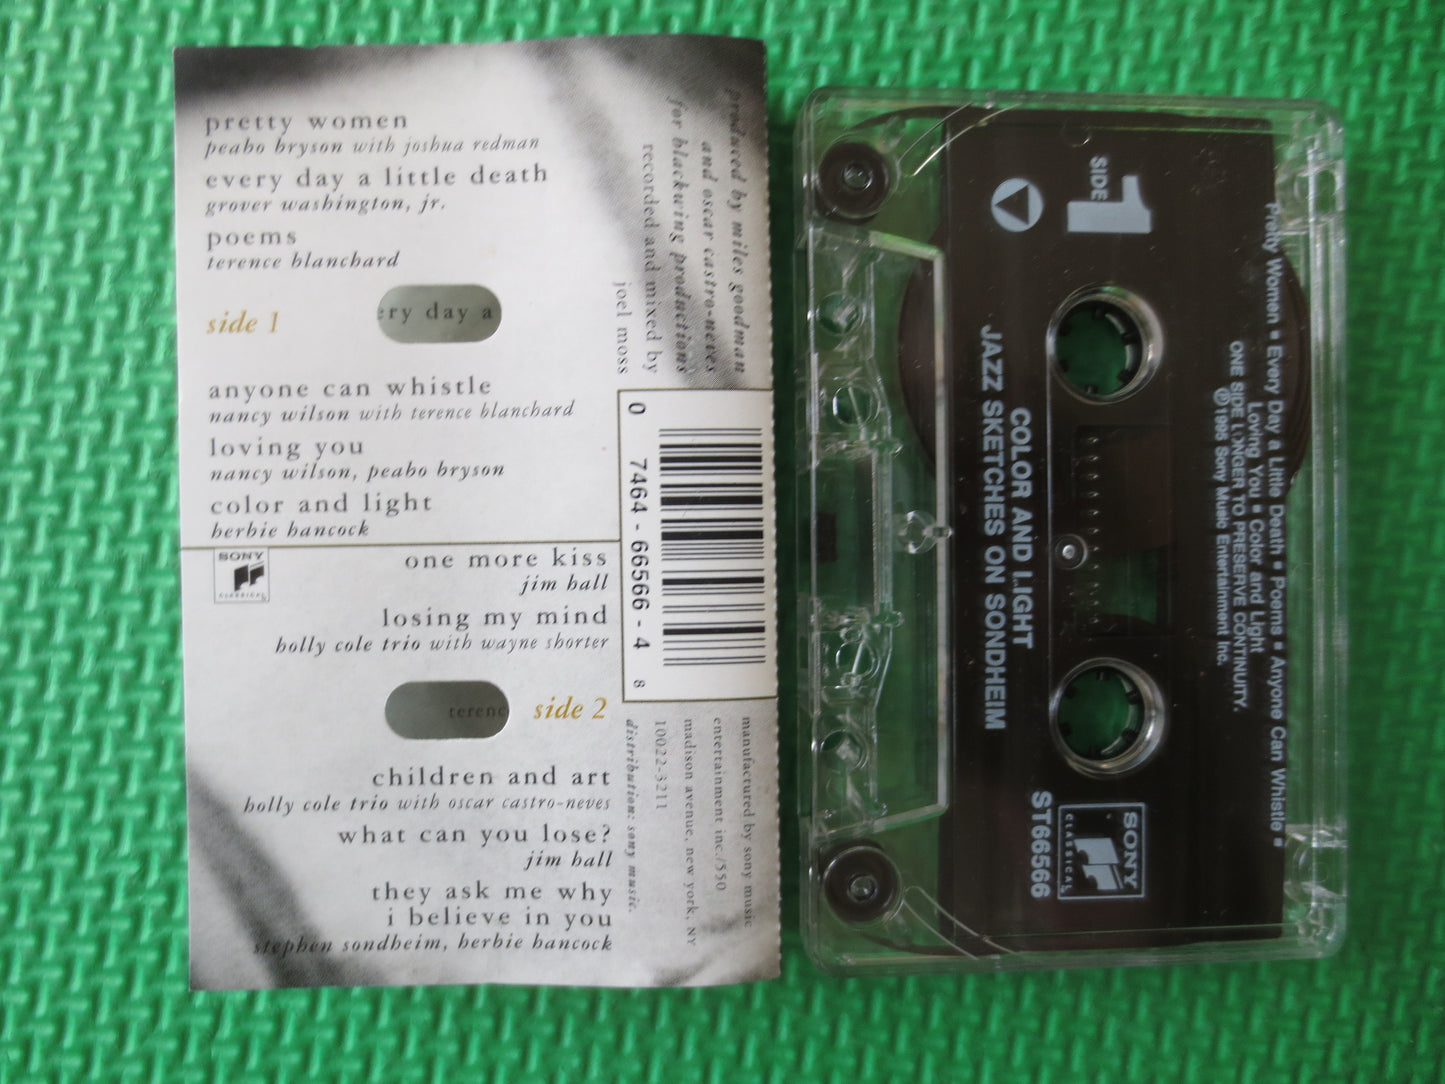 pretty women
peabo bryson with joshua redman
every day a little death
grover washington, jr.
poems
terence blanchard
side 1
ery day a
anyone can whistle
nancy wilson with terence blanchard
loving you
nancy wilson, peabo bryson
color and light
herbie hancock
SONY
CLASSICAL
one more kiss
jim hall
losing my mind
holly cole trio with wayne shorter
terenc
side 2
children and art
holly cole trio with oscar castro-neves
what can you lose?
jim hall
they ask me why
i believe in you
stephen sondheim, herbie hancock
produced by miles goodman
and oscar castro-neves
for blackwing productions
recorded and mixed by
joel moss
0 7464-66566-4 8
manufactured by sony music
entertainment inc./550
madison avenue, new york, NY
10022-3211
distribution: sony music.
SIDE
1
Pretty Women ■ Every Day a Little Death ■ Poems ■ Anyone Can Whistle ■
Loving You ■ Color and Light
ONE SIDE LONGER TO PRESERVE CONTINUITY.
℗1995 Sony Music Entertainment Inc.
COLOR AND LIGHT
JAZZ SKETCHES ON SONDHEIM
SONY
CLASSICAL
ST66566